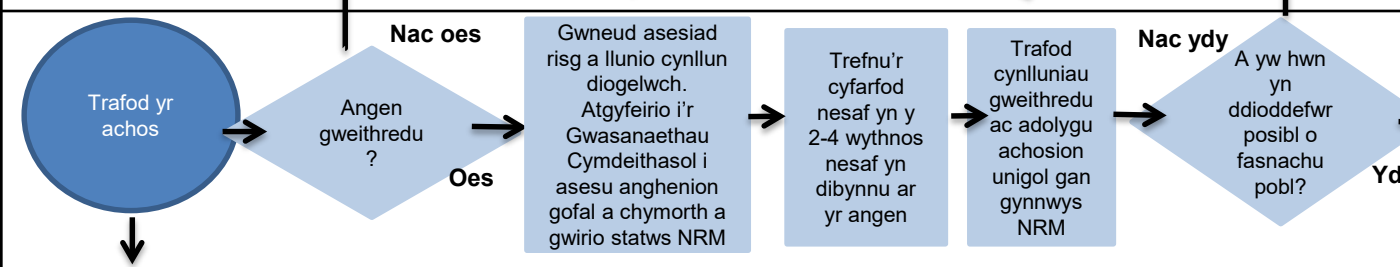 Trafod yr
achos
Nac oes
Angen
gweithredu
?
Oes
Gwneud asesiad
risg a llunio cynllun
diogelwch.
Atgyfeirio i'r
Gwasanaethau
Cymdeithasol i
asesu anghenion
gofal a chymorth a
gwirio statws NRM
Trefnu'r
cyfarfod
nesaf yn y
2-4 wythnos
nesaf yn
dibynnu ar
yr angen
Trafod
cynlluniau
gweithredu
ac adolygu
achosion
unigol gan
gynnwys
NRM
Nac ydy
A yw hwn
yn
ddioddefwr
posibl o
fasnachu
pobl?
Yd